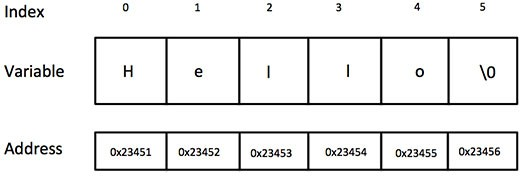 Index 0 1 2 3 4 5
Variable H e l l o \0
Address 0x23451 0x23452 0x23453 0x23454 0x23455 0x23456